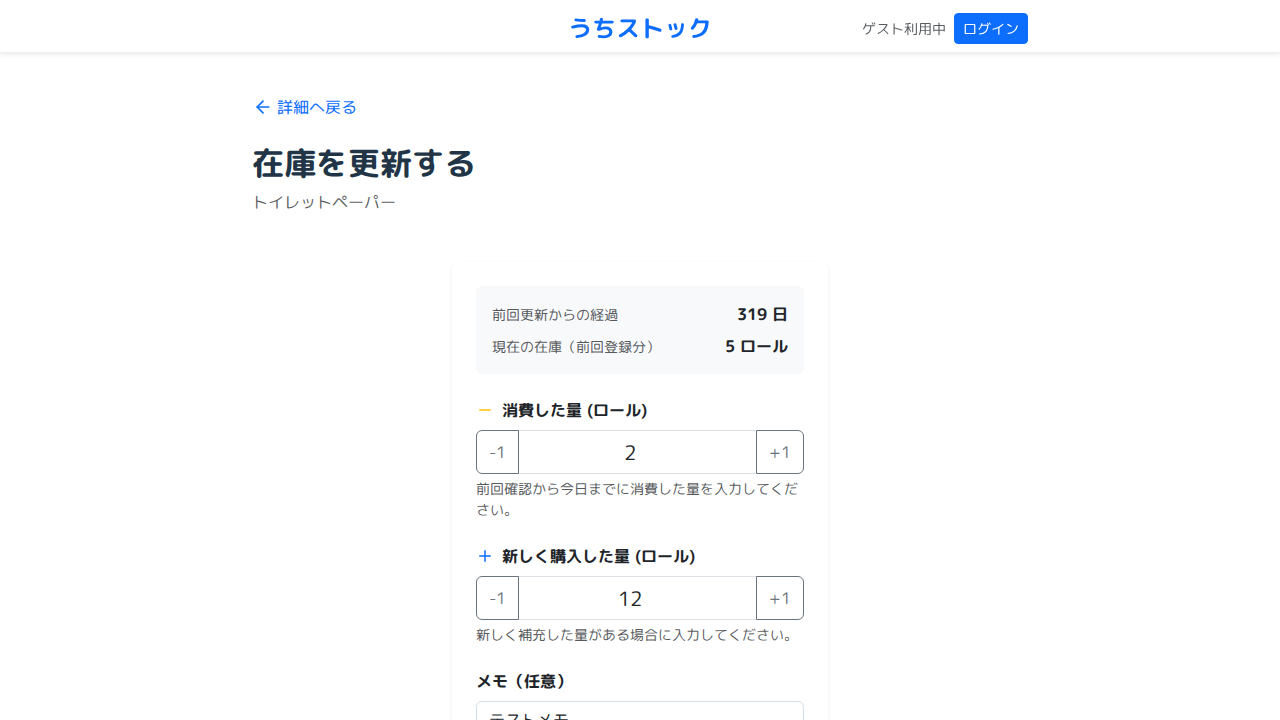 うちストック
ゲスト利用中
ログイン
詳細へ戻る
在庫を更新する
トイレットペーパー
前回更新からの経過 319 日
現在の在庫（前回登録分） 5 ロール
消費した量 (ロール)
-1 2 +1
前回確認から今日までに消費した量を入力してくだ
さい。
新しく購入した量 (ロール)
-1 12 +1
新しく補充した量がある場合に入力してください。
メモ（任意）
テストメモ